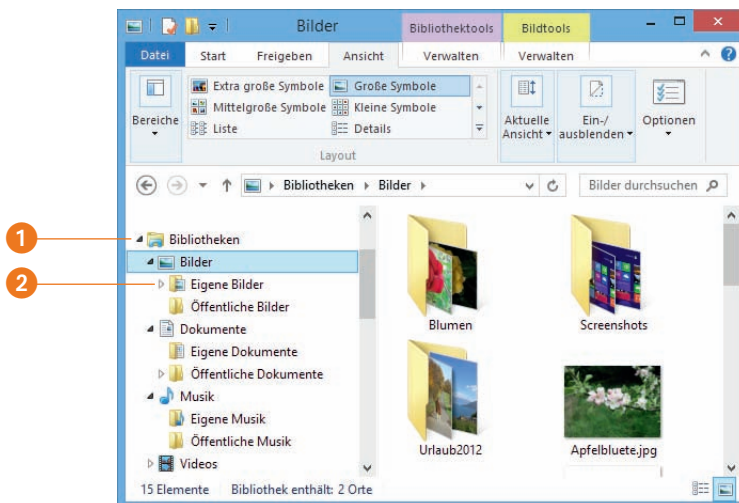 Bilder
Bibliothektools
Bildtools
Datei
Start
Freigeben
Ansicht
Verwalten
Verwalten
Bereiche
Extra große Symbole
Große Symbole
Mittelgroße Symbole
Kleine Symbole
Liste
Details
Layout
Aktuelle
Ansicht
Ein-/
ausblenden
Optionen
Bibliotheken
Bilder
Bilder durchsuchen
1
Bibliotheken
Bilder
2
Eigene Bilder
Öffentliche Bilder
Dokumente
Eigene Dokumente
Öffentliche Dokumente
Musik
Eigene Musik
Öffentliche Musik
Videos
Blumen
Screenshots
Urlaub2012
Apfelbluete.jpg
15 Elemente
Bibliothek enthält: 2 Orte